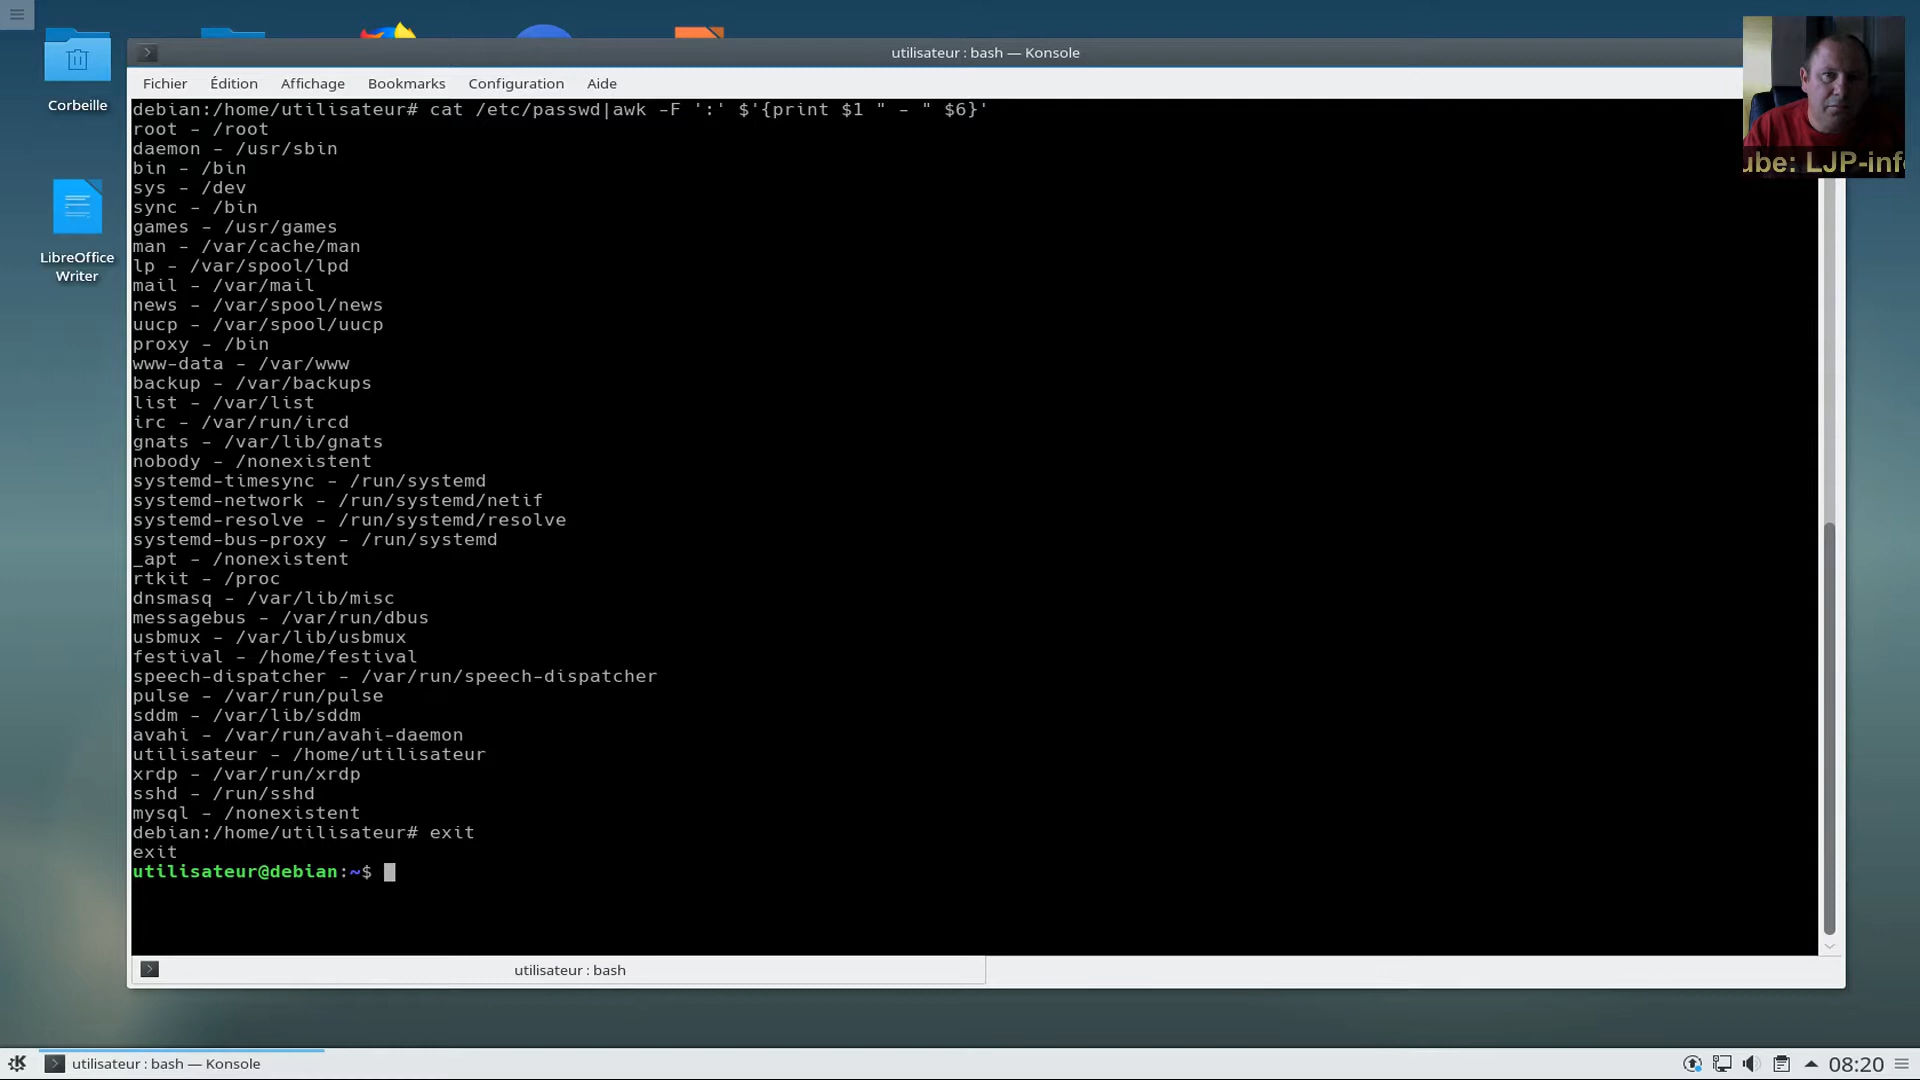 utilisateur : bash — Konsole
Corbeille
LibreOffice
Writer
ube: LJP-info
Fichier Édition Affichage Bookmarks Configuration Aide
debian:/home/utilisateur# cat /etc/passwd|awk -F ':' $'{print $1 " - " $6}'
root - /root
daemon - /usr/sbin
bin - /bin
sys - /dev
sync - /bin
games - /usr/games
man - /var/cache/man
lp - /var/spool/lpd
mail - /var/mail
news - /var/spool/news
uucp - /var/spool/uucp
proxy - /bin
www-data - /var/www
backup - /var/backups
list - /var/list
irc - /var/run/ircd
gnats - /var/lib/gnats
nobody - /nonexistent
systemd-timesync - /run/systemd
systemd-network - /run/systemd/netif
systemd-resolve - /run/systemd/resolve
systemd-bus-proxy - /run/systemd
_apt - /nonexistent
rtkit - /proc
dnsmasq - /var/lib/misc
messagebus - /var/run/dbus
usbmux - /var/lib/usbmux
festival - /home/festival
speech-dispatcher - /var/run/speech-dispatcher
pulse - /var/run/pulse
sddm - /var/lib/sddm
avahi - /var/run/avahi-daemon
utilisateur - /home/utilisateur
xrdp - /var/run/xrdp
sshd - /run/sshd
mysql - /nonexistent
debian:/home/utilisateur# exit
exit
utilisateur@debian:~$
utilisateur : bash
utilisateur : bash — Konsole
08:20